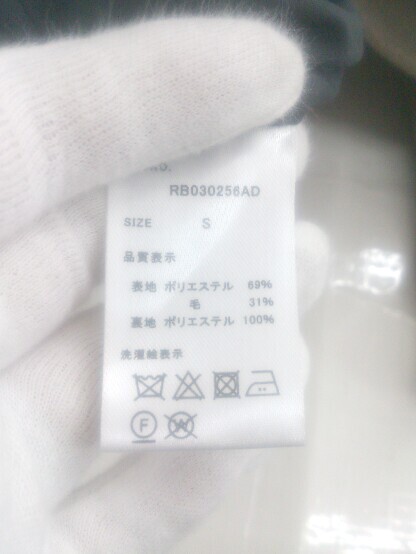 NO.
RB030256AD
SIZE S
品質表示
表地 ポリエステル 69%
毛 31%
裏地 ポリエステル 100%
洗濯絵表示
F W